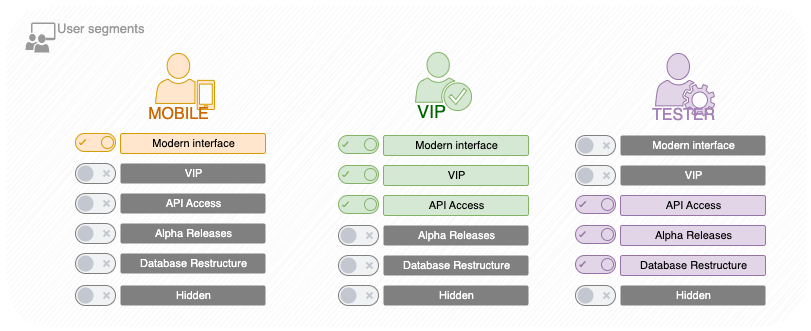 User segments
MOBILE
Modern interface
VIP
API Access
Alpha Releases
Database Restructure
Hidden
VIP
Modern interface
VIP
API Access
Alpha Releases
Database Restructure
Hidden
TESTER
Modern interface
VIP
API Access
Alpha Releases
Database Restructure
Hidden